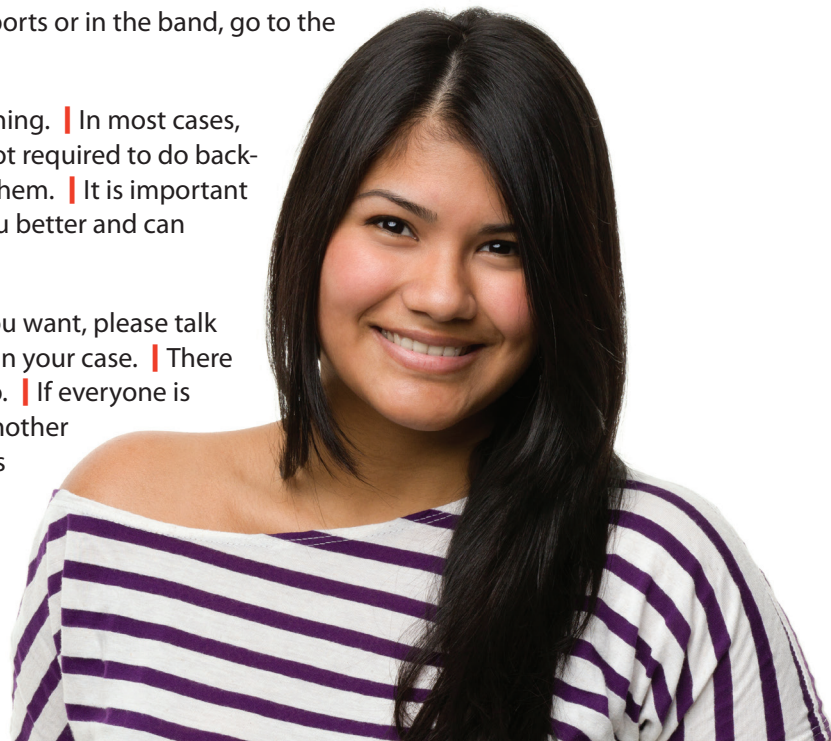 ports or in the band, go to the
ning. | In most cases,
ot required to do back-
hem. | It is important
u better and can
ou want, please talk
n your case. | There
o. | If everyone is
nother
s